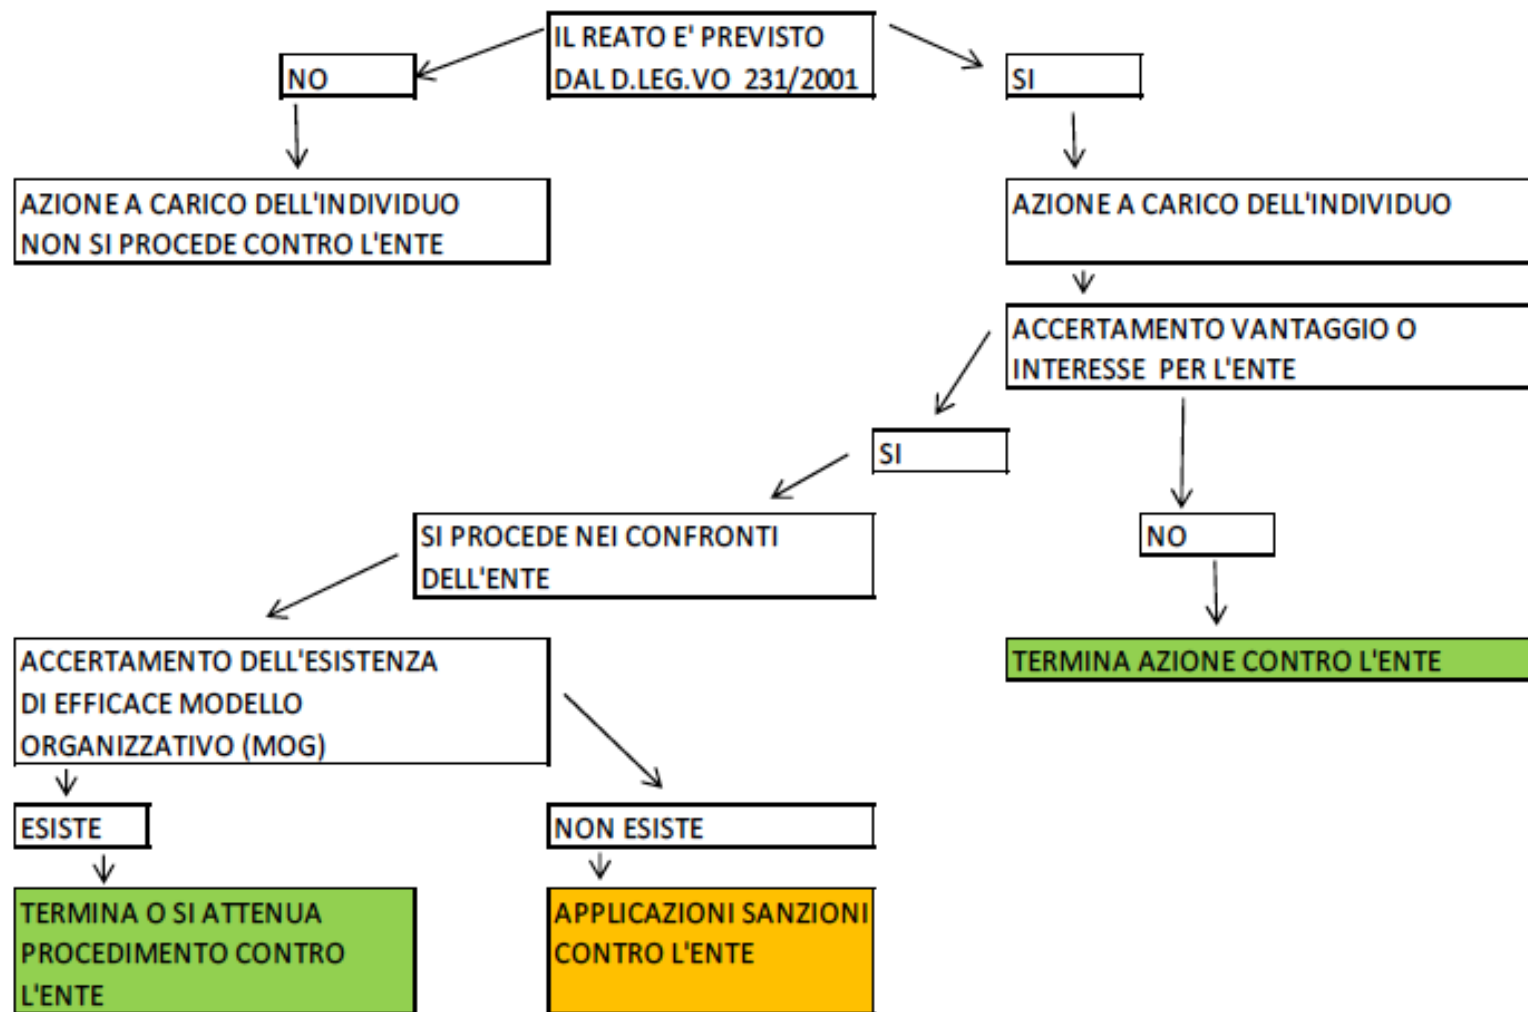 IL REATO E' PREVISTO
DAL D.LEG.VO 231/2001
NO
SI
AZIONE A CARICO DELL'INDIVIDUO
NON SI PROCEDE CONTRO L'ENTE
AZIONE A CARICO DELL'INDIVIDUO
ACCERTAMENTO VANTAGGIO O
INTERESSE PER L'ENTE
SI
NO
SI PROCEDE NEI CONFRONTI
DELL'ENTE
TERMINA AZIONE CONTRO L'ENTE
ACCERTAMENTO DELL'ESISTENZA
DI EFFICACE MODELLO
ORGANIZZATIVO (MOG)
ESISTE
NON ESISTE
TERMINA O SI ATTENUA
PROCEDIMENTO CONTRO
L'ENTE
APPLICAZIONI SANZIONI
CONTRO L'ENTE